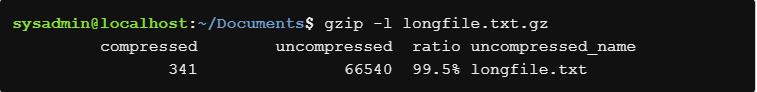 sysadmin@localhost:~/Documents$ gzip -l longfile.txt.gz
compressed uncompressed ratio uncompressed_name
341 66540 99.5% longfile.txt